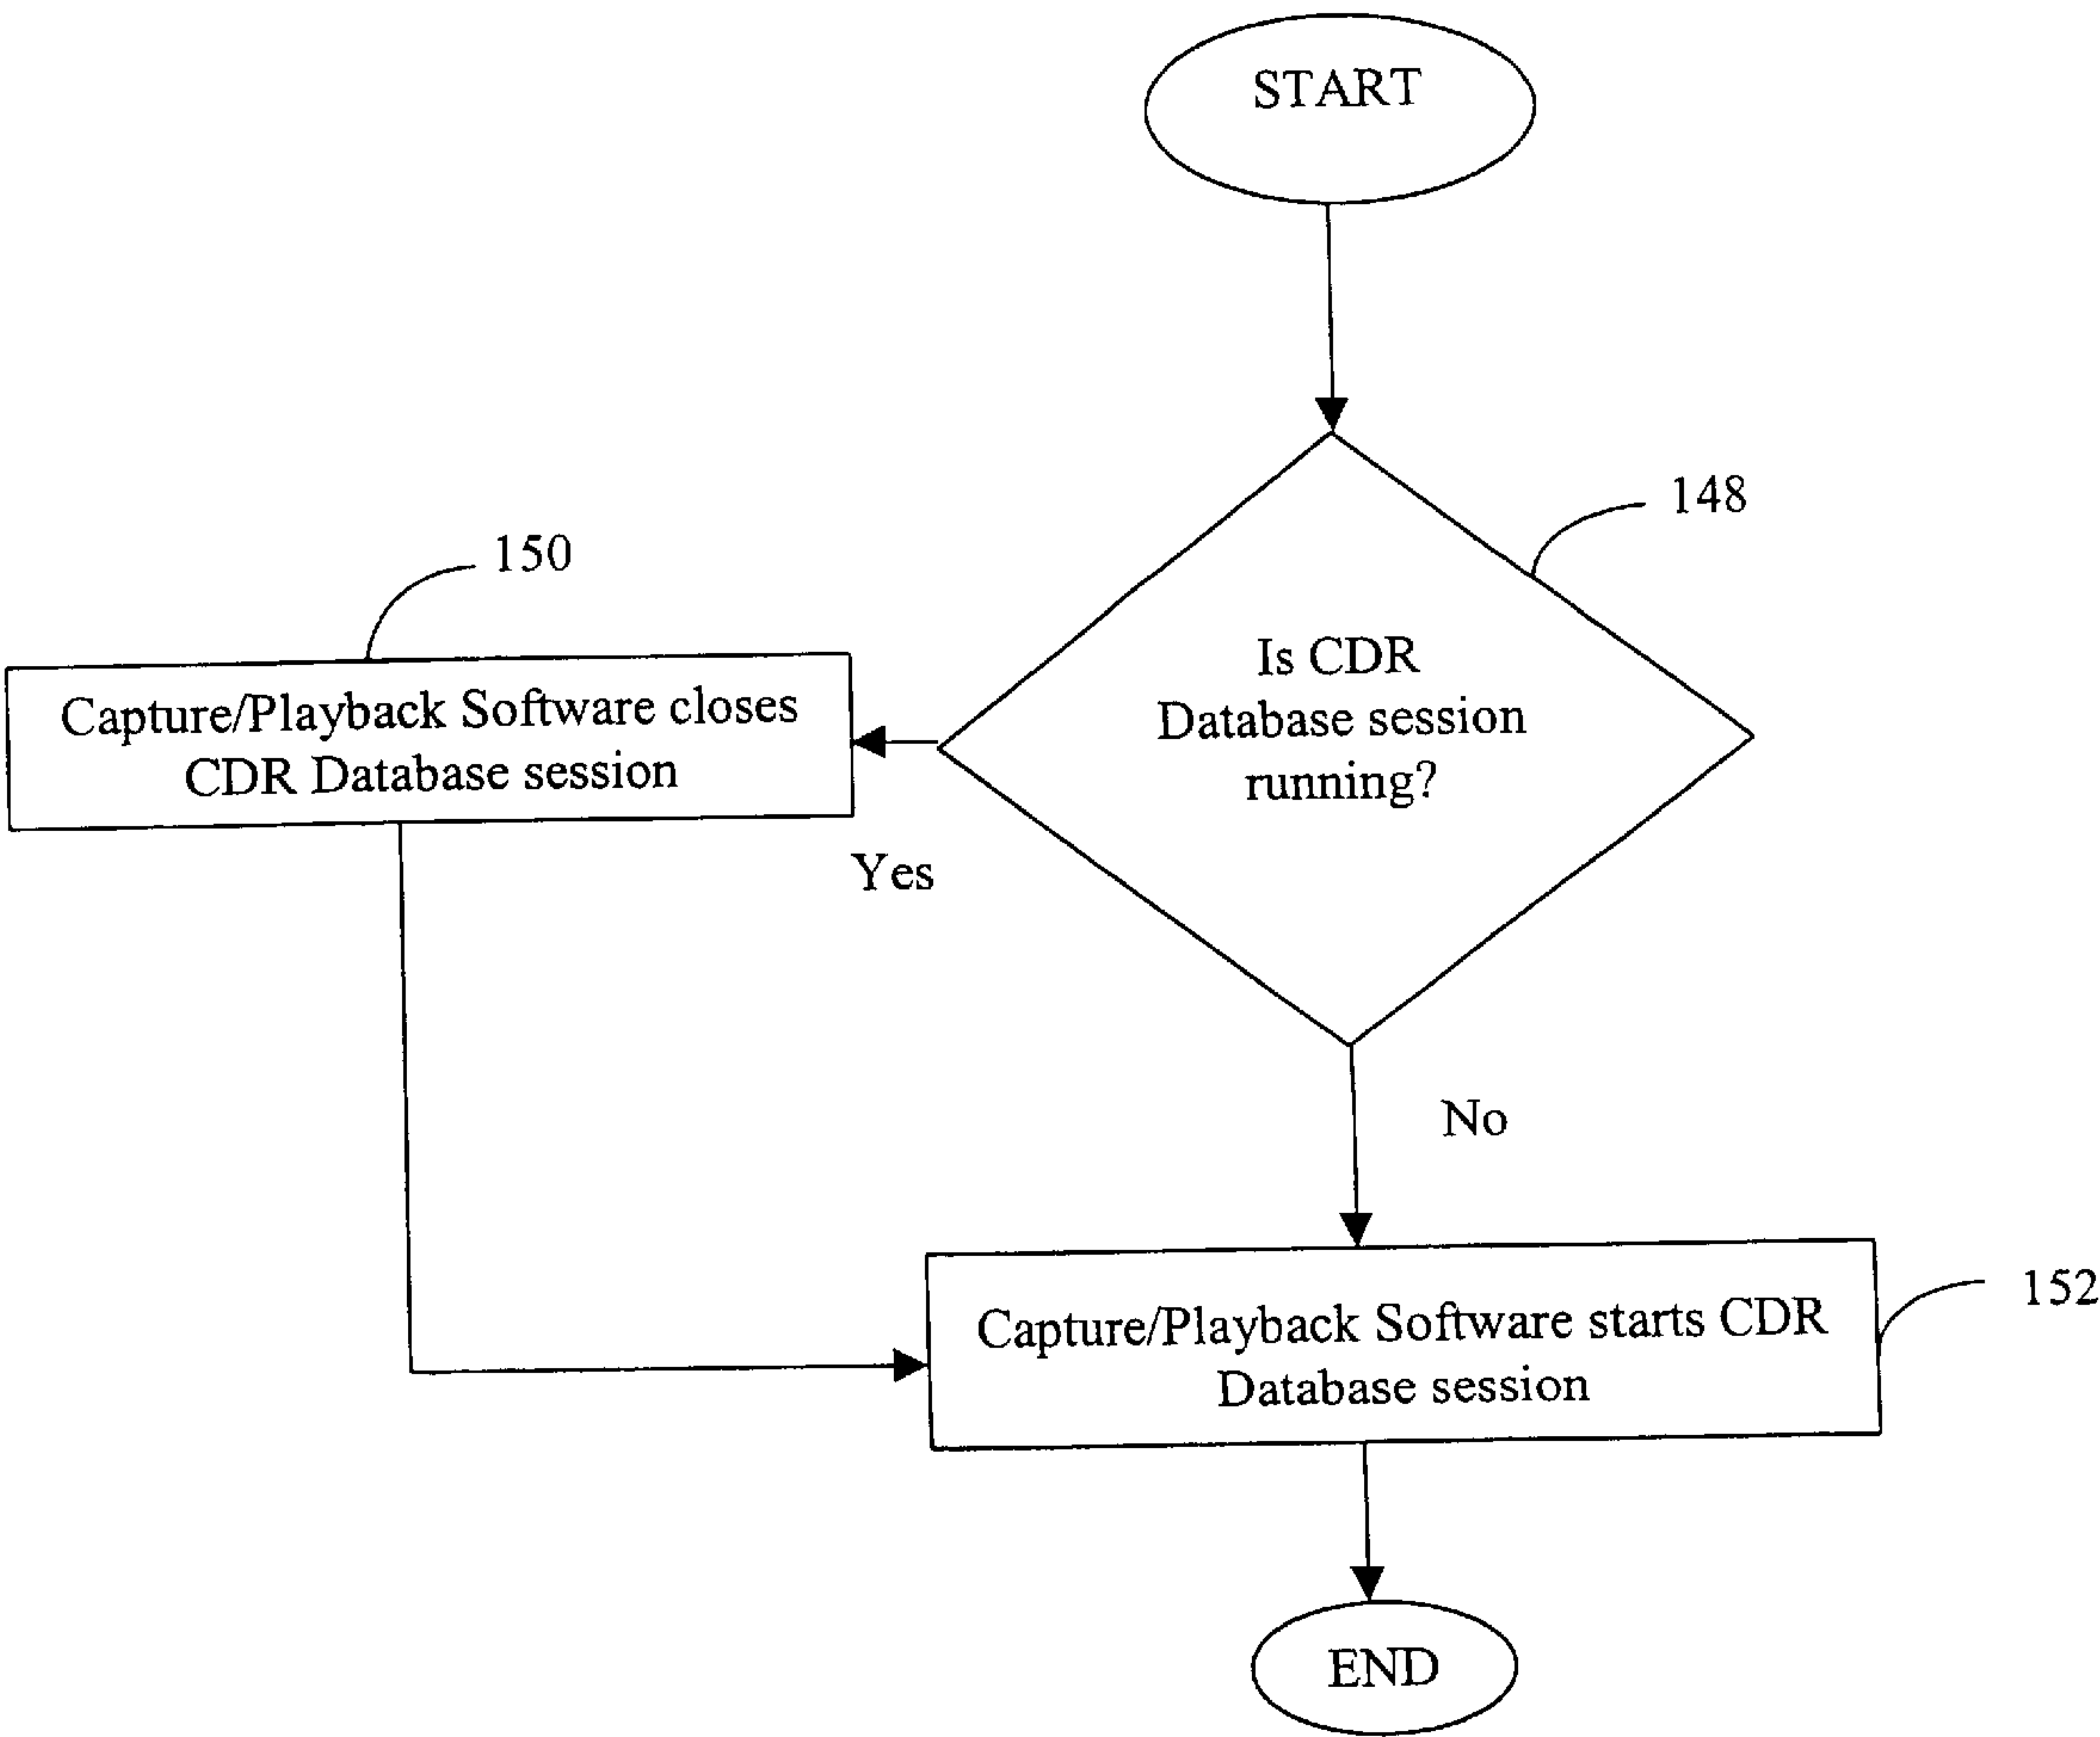 START
148
150
Is CDR
Database session
running?
Capture/Playback Software closes
CDR Database session
Yes
No
152
Capture/Playback Software starts CDR
Database session
END